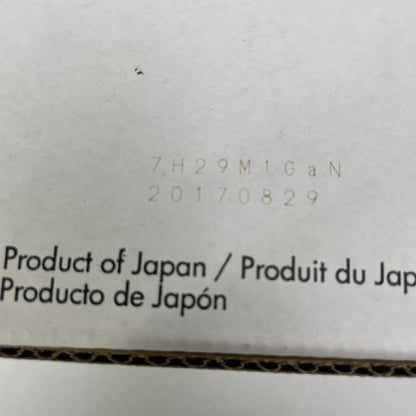 7H29M1GaN
20170829
Product of Japan / Produit du Jap
Producto de Japón